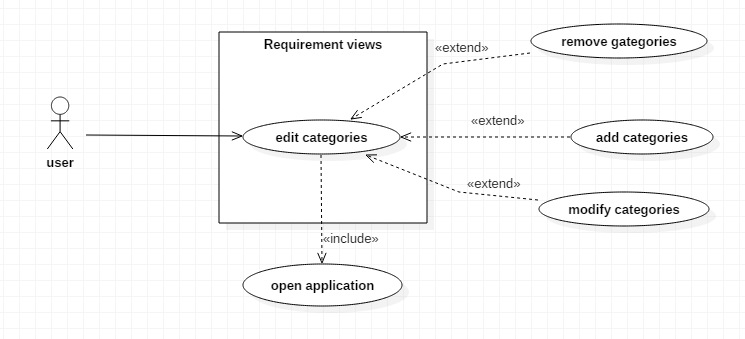 Requirement views
«extend»
remove gategories
«extend»
user
edit categories
add categories
«extend»
modify categories
«include»
open application